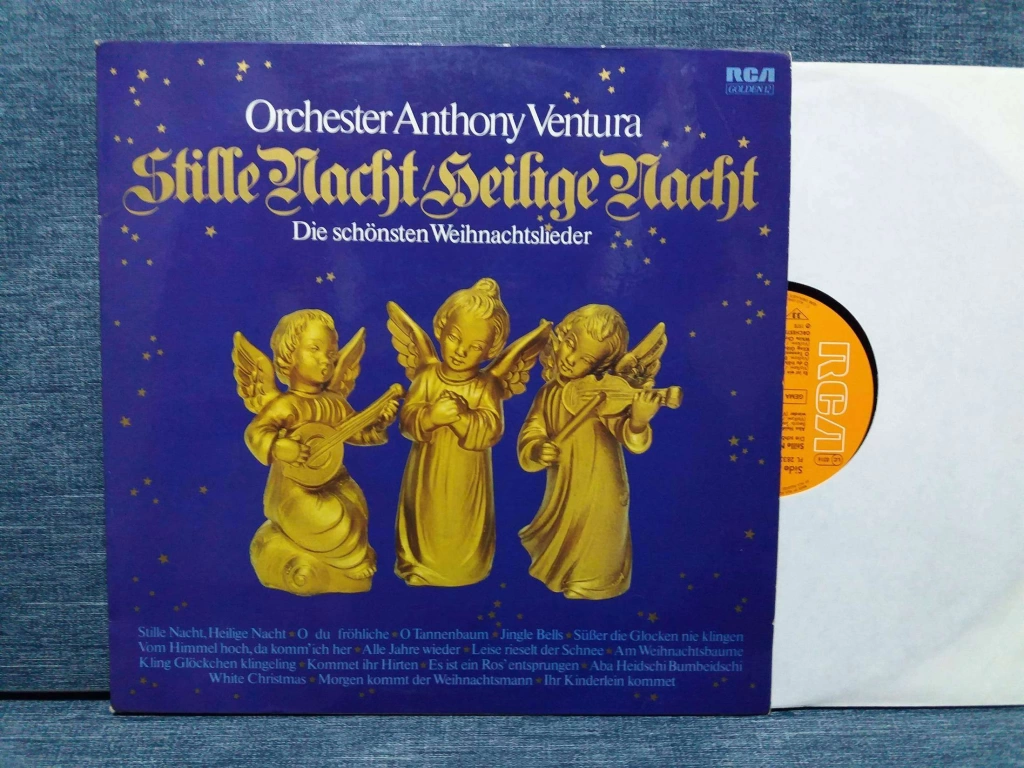 RCA
GOLDEN 12
Orchester Anthony Ventura
Stille Nacht/Heilige Nacht
Die schönsten Weihnachtslieder
Stille Nacht, Heilige Nacht • O du fröhliche • O Tannenbaum • Jingle Bells • Süßer die Glocken nie klingen
Vom Himmel hoch, da komm' ich her • Alle Jahre wieder • Leise rieselt der Schnee • Am Weihnachtsbaume
Kling Glöckchen klingeling • Kommet ihr Hirten • Es ist ein Ros' entsprungen • Aba Heidschi Bumbeidschi
White Christmas • Morgen kommt der Weihnachtsmann • Ihr Kinderlein kommet
RCA
33
GEMA
Side